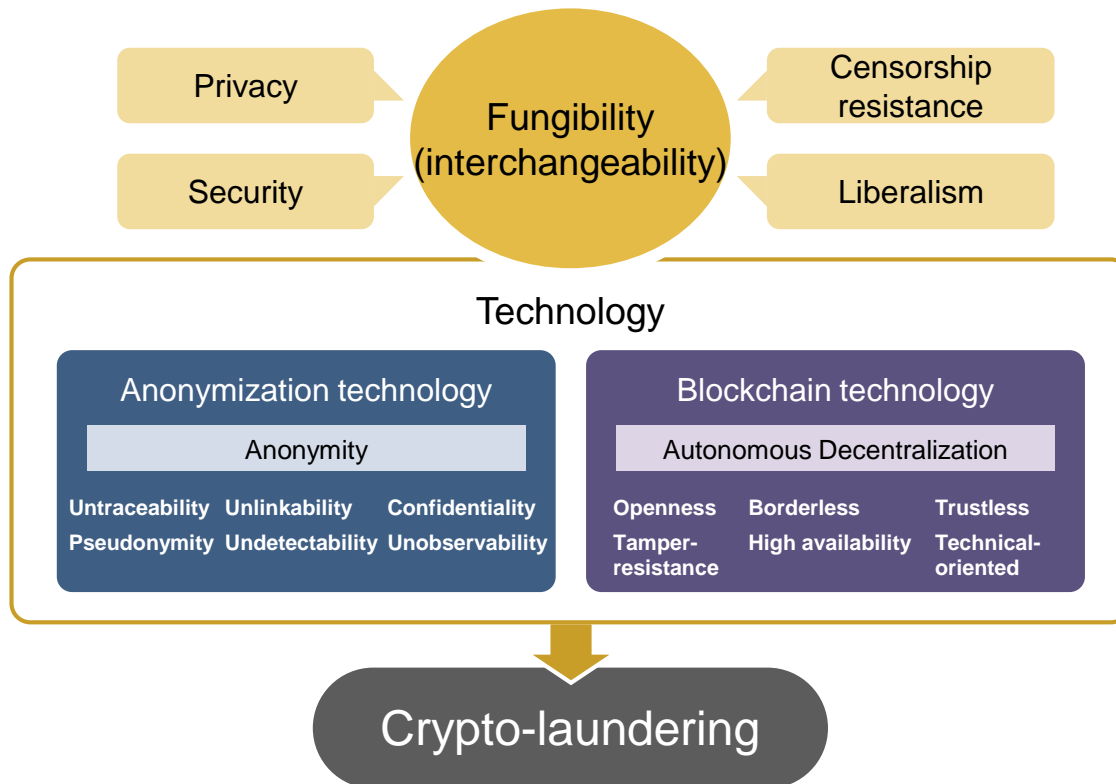 Privacy
Security
Fungibility
(interchangeability)
Censorship
resistance
Liberalism
Technology
Anonymization technology
Anonymity
Untraceability Unlinkability Confidentiality
Pseudonymity Undetectability Unobservability
Blockchain technology
Autonomous Decentralization
Openness Borderless Trustless
Tamper- High availability Technical-
resistance oriented
Crypto-laundering